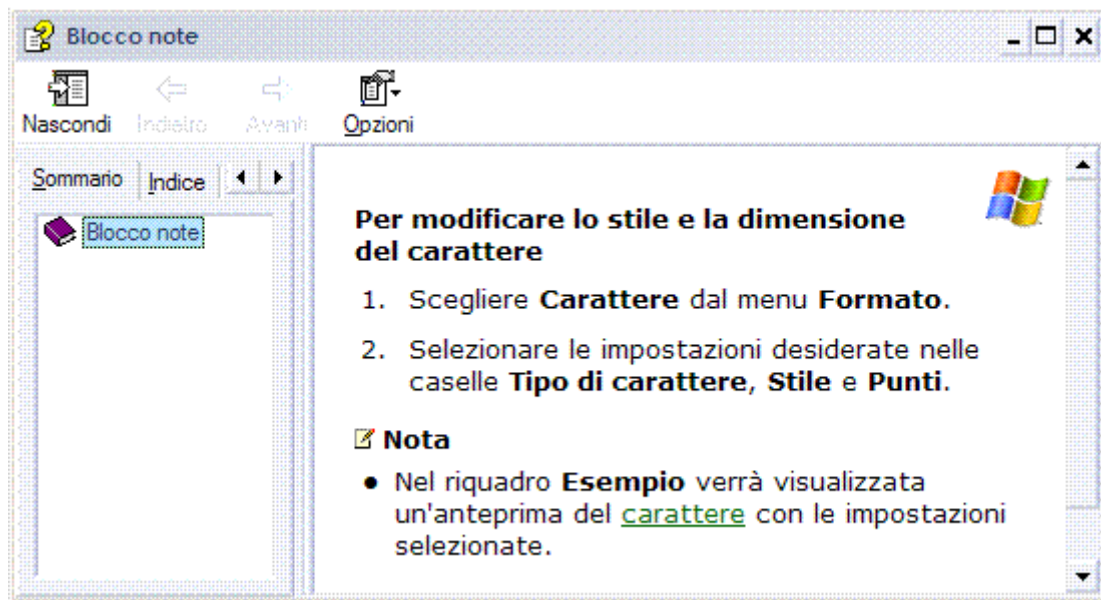 Blocco note
Nascondi Indietro Avanti Opzioni
Sommario Indice
Blocco note
Per modificare lo stile e la dimensione
del carattere
1. Scegliere Carattere dal menu Formato.
2. Selezionare le impostazioni desiderate nelle
caselle Tipo di carattere, Stile e Punti.
Nota
• Nel riquadro Esempio verrà visualizzata
un'anteprima del carattere con le impostazioni
selezionate.